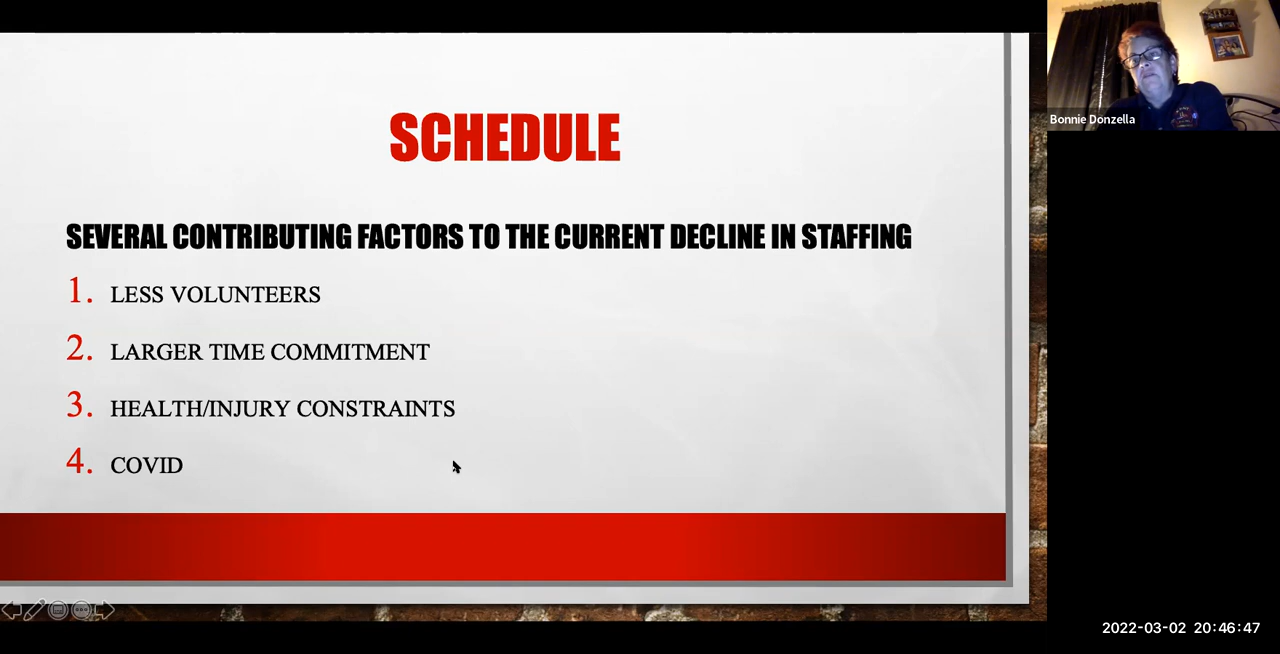 SCHEDULE
SEVERAL CONTRIBUTING FACTORS TO THE CURRENT DECLINE IN STAFFING
1. LESS VOLUNTEERS
2. LARGER TIME COMMITMENT
3. HEALTH/INJURY CONSTRAINTS
4. COVID
Bonnie Donzella
2022-03-02 20:46:47